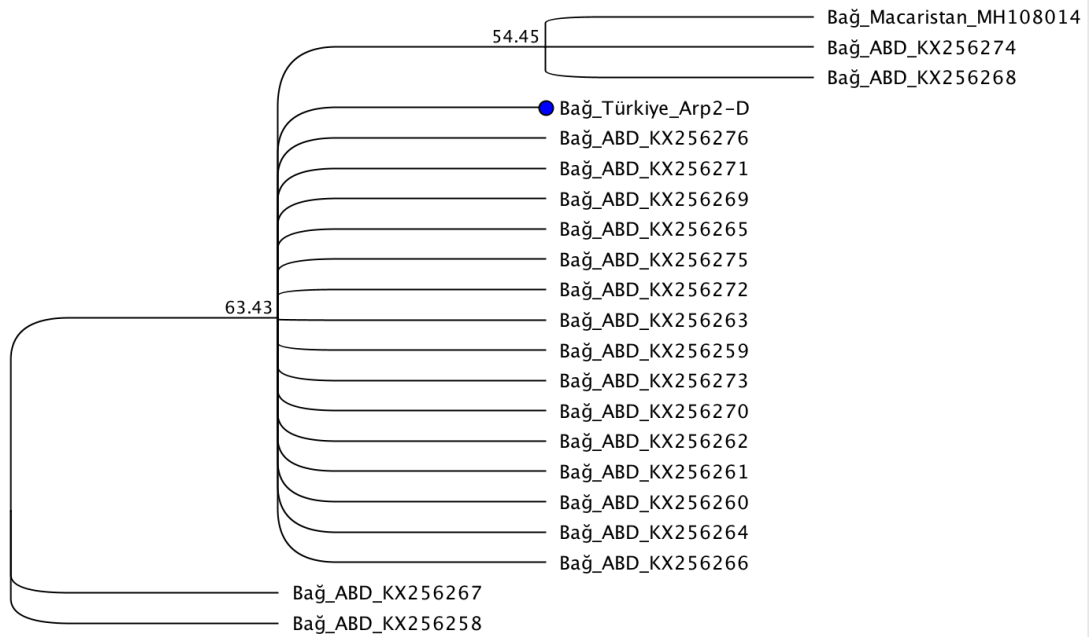 Bağ_Macaristan_MH108014
54.45
Bağ_ABD_KX256274
Bağ_ABD_KX256268
Bağ_Türkiye_Arp2-D
Bağ_ABD_KX256276
Bağ_ABD_KX256271
Bağ_ABD_KX256269
Bağ_ABD_KX256265
Bağ_ABD_KX256275
Bağ_ABD_KX256272
63.43
Bağ_ABD_KX256263
Bağ_ABD_KX256259
Bağ_ABD_KX256273
Bağ_ABD_KX256270
Bağ_ABD_KX256262
Bağ_ABD_KX256261
Bağ_ABD_KX256260
Bağ_ABD_KX256264
Bağ_ABD_KX256266
Bağ_ABD_KX256267
Bağ_ABD_KX256258